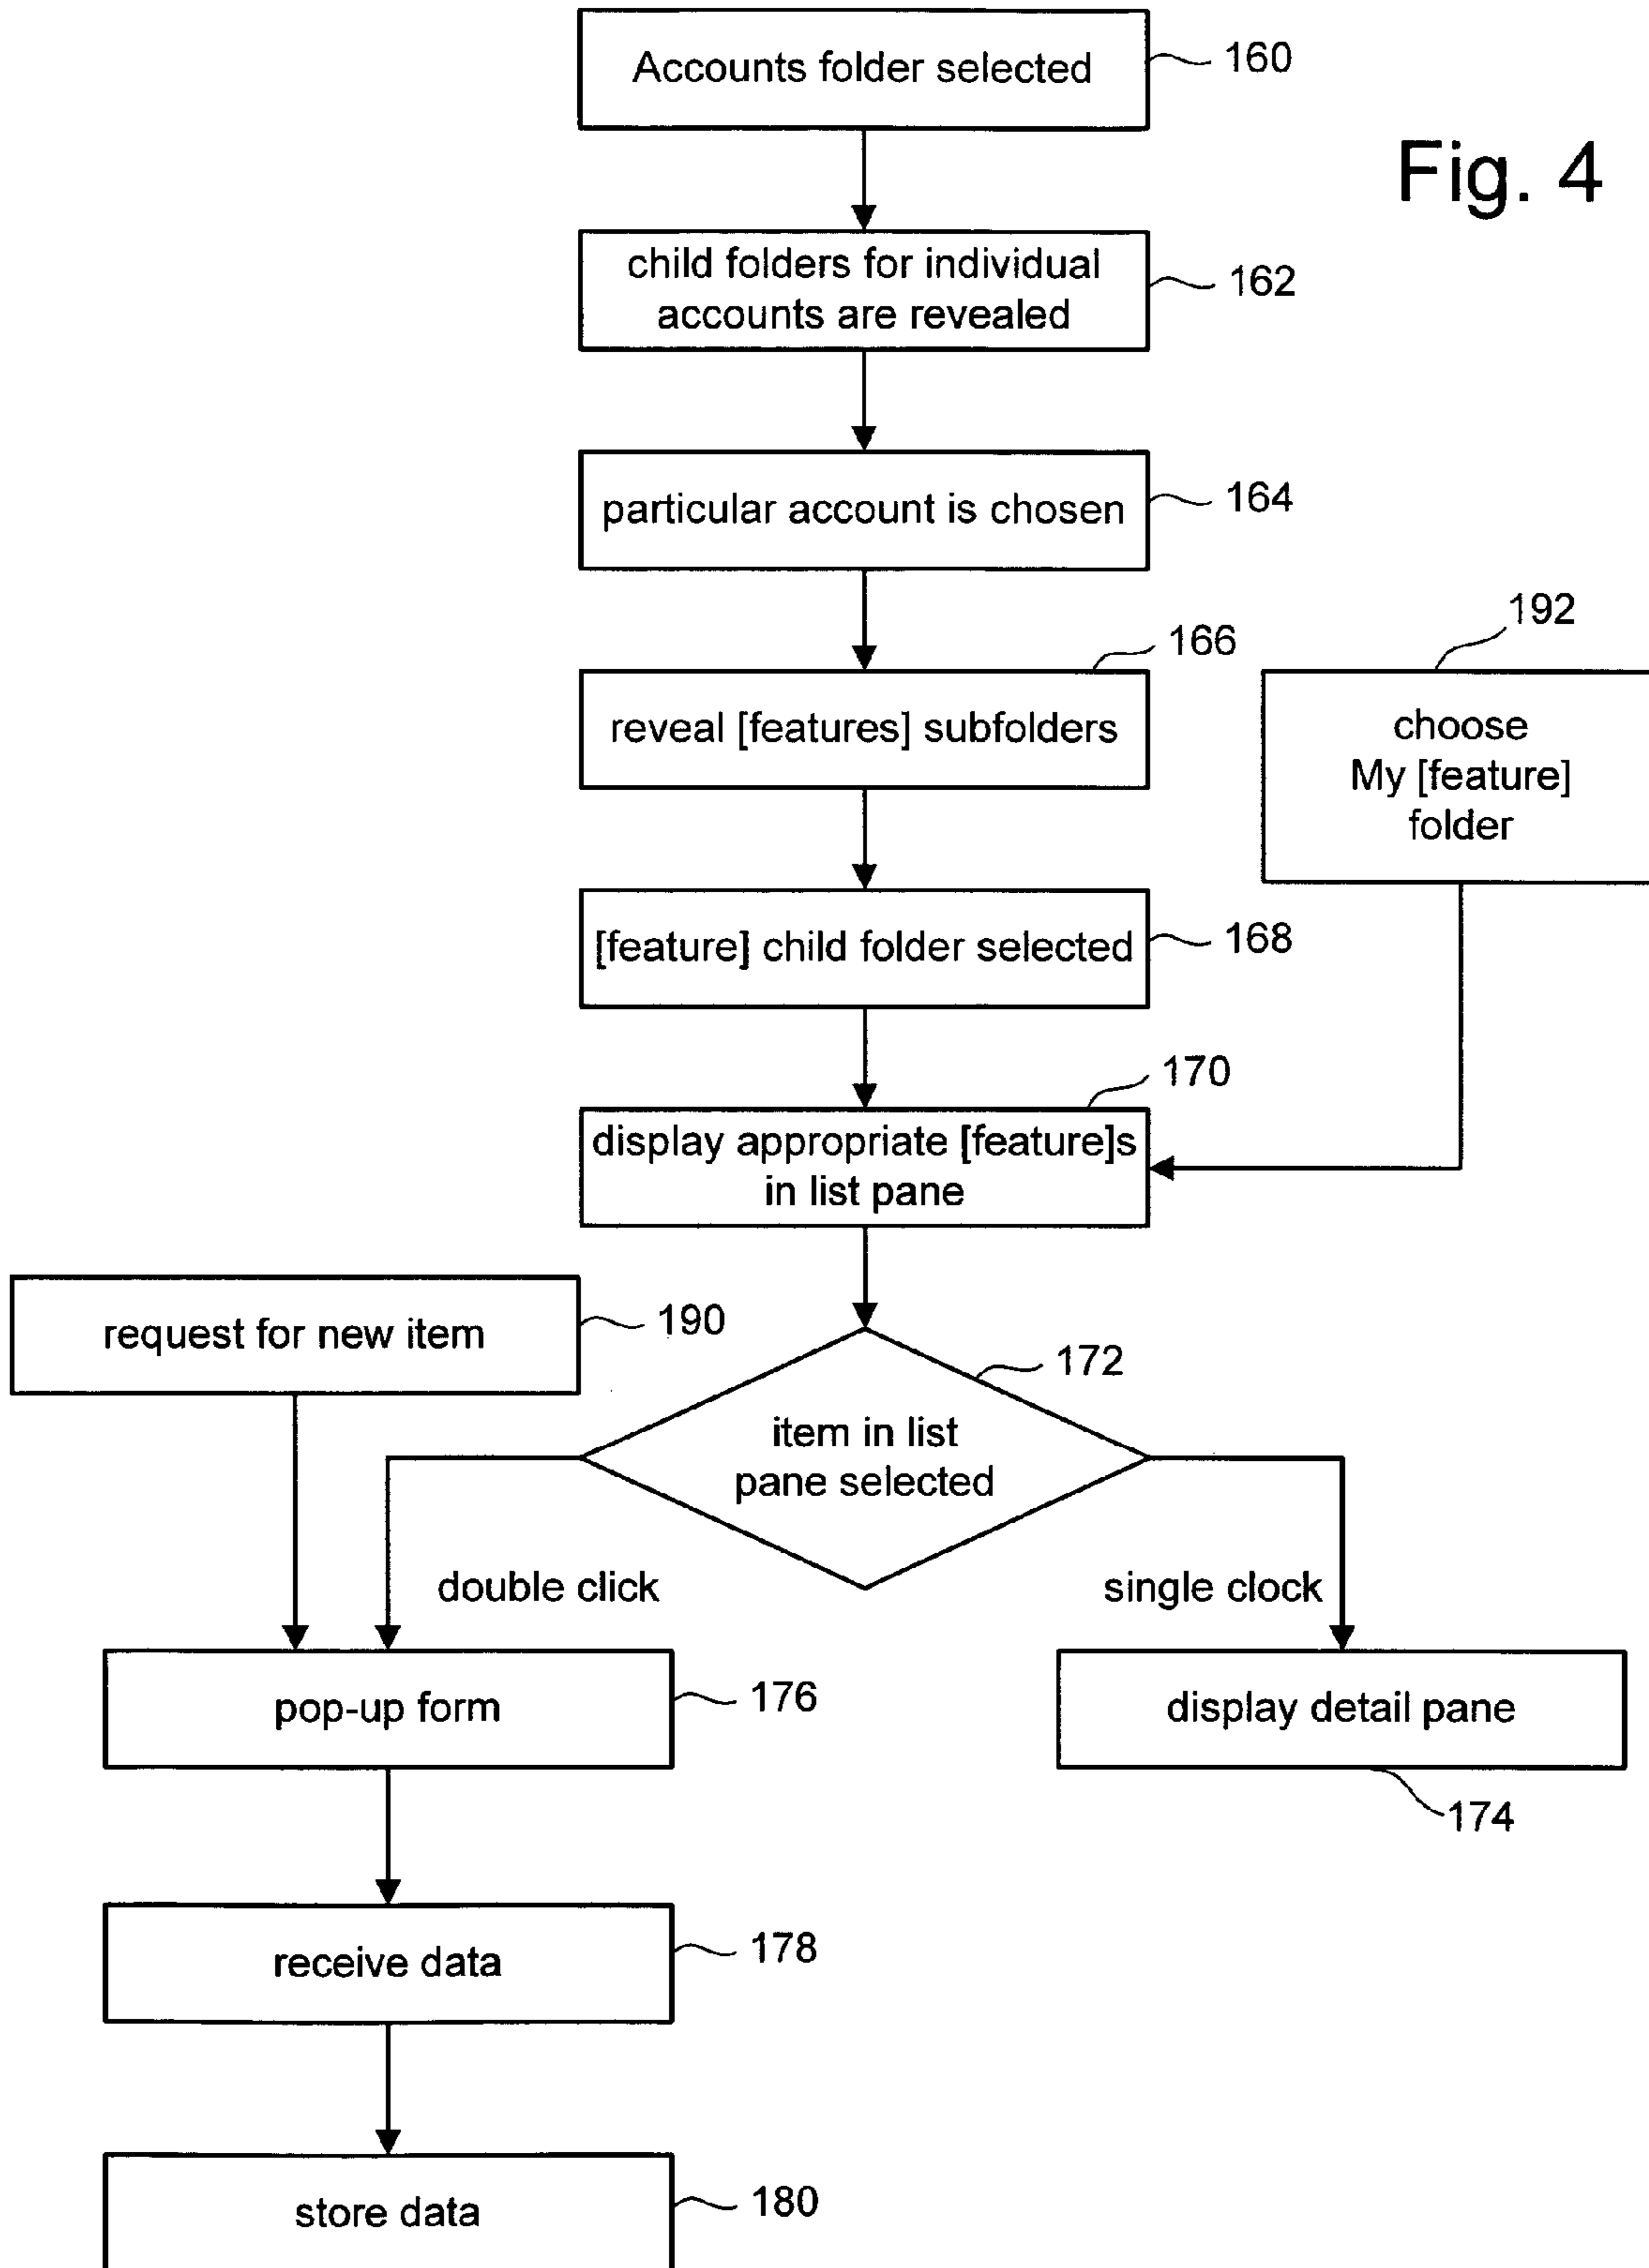 Accounts folder selected
160
Fig. 4
child folders for individual
accounts are revealed
162
particular account is chosen
164
192
166
reveal [features] subfolders
choose
My [feature]
folder
[feature] child folder selected
168
170
display appropriate [feature]s
in list pane
request for new item
190
172
item in list
pane selected
double click
single clock
pop-up form
176
display detail pane
174
receive data
178
store data
180